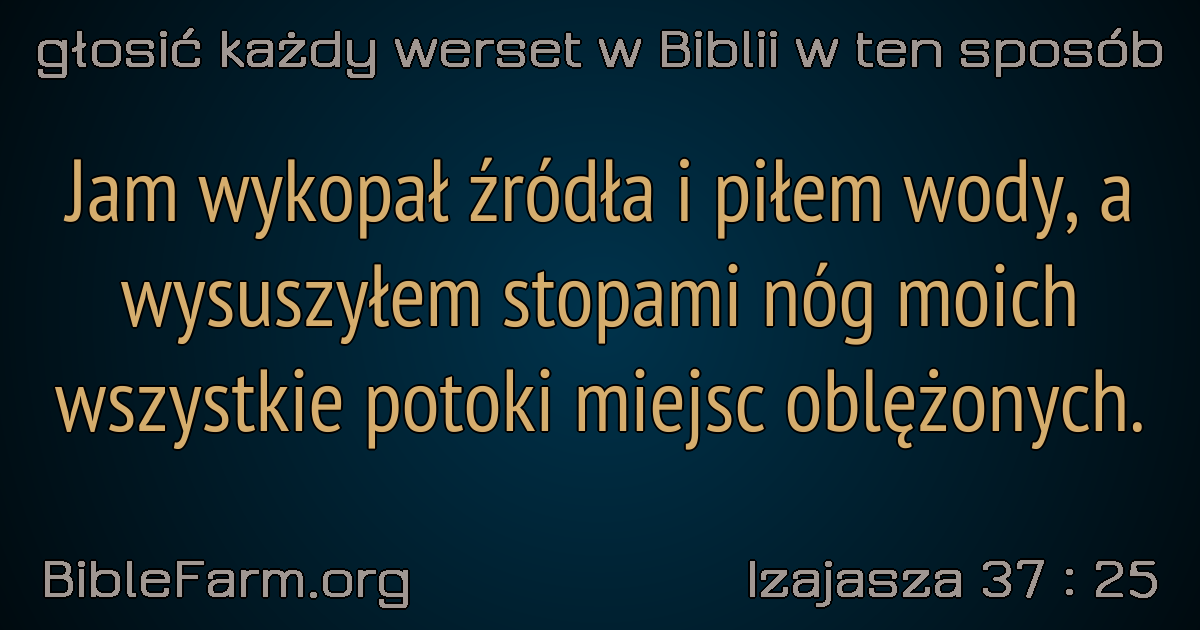 głosić każdy werset w Biblii w ten sposób
Jam wykopał źródła i piłem wody, a
wysuszyłem stopami nóg moich
wszystkie potoki miejsc oblężonych.
BibleFarm.org
Izajasza 37 : 25